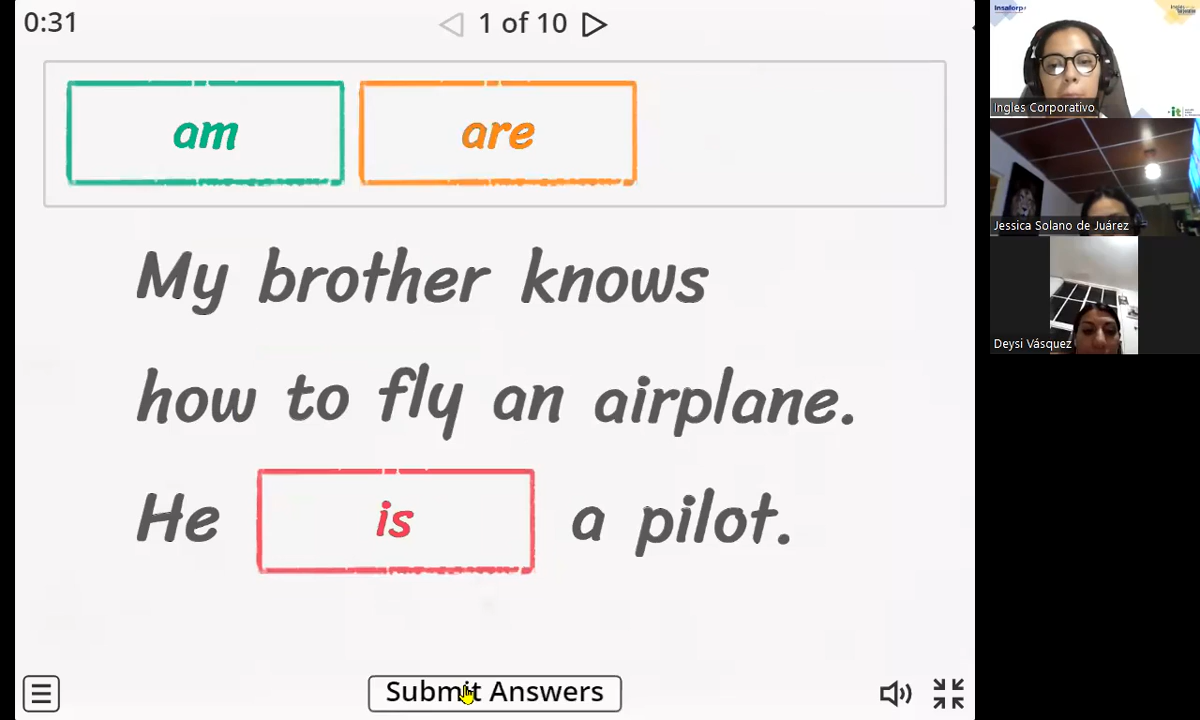 0:31
1 of 10
am
are
My brother knows
how to fly an airplane.
He is a pilot.
Submit Answers
Insaforp
Ingles Corporativo
Jessica Solano de Juárez
Deysi Vásquez